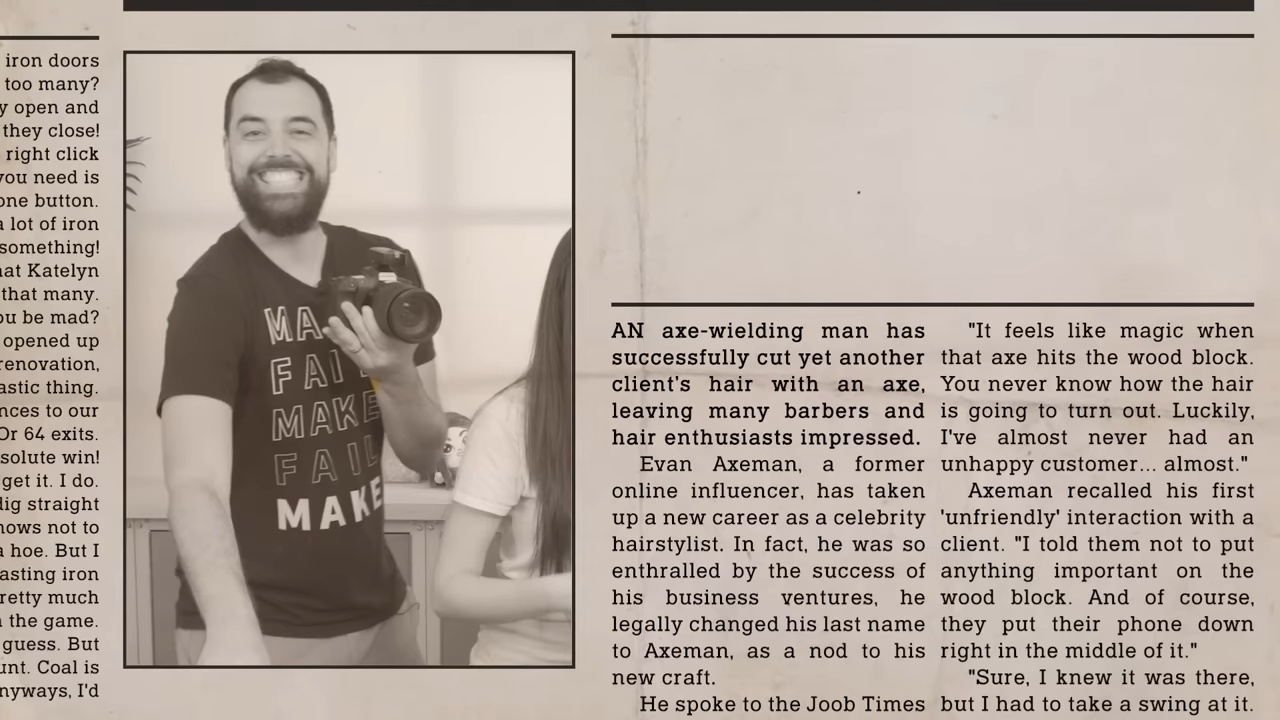 iron doors
too many?
y open and
they close!
right click
you need is
one button.
a lot of iron
something!
hat Katelyn
that many.
ou be mad?
opened up
renovation,
astic thing.
nces to our
Or 64 exits.
solute win!
get it. I do.
dig straight
nows not to
a hoe. But I
asting iron
retty much
n the game.
guess. But
unt. Coal is
nyways, I'd
MA
FAI
MAKE
FAIL
MAKE
AN axe-wielding man has
successfully cut yet another
client's hair with an axe,
leaving many barbers and
hair enthusiasts impressed.
Evan Axeman, a former
online influencer, has taken
up a new career as a celebrity
hairstylist. In fact, he was so
enthralled by the success of
his business ventures, he
legally changed his last name
to Axeman, as a nod to his
new craft.
He spoke to the Joob Times
"It feels like magic when
that axe hits the wood block.
You never know how the hair
is going to turn out. Luckily,
I've almost never had an
unhappy customer... almost."
Axeman recalled his first
'unfriendly' interaction with a
client. "I told them not to put
anything important on the
wood block. And of course,
they put their phone down
right in the middle of it."
"Sure, I knew it was there,
but I had to take a swing at it.